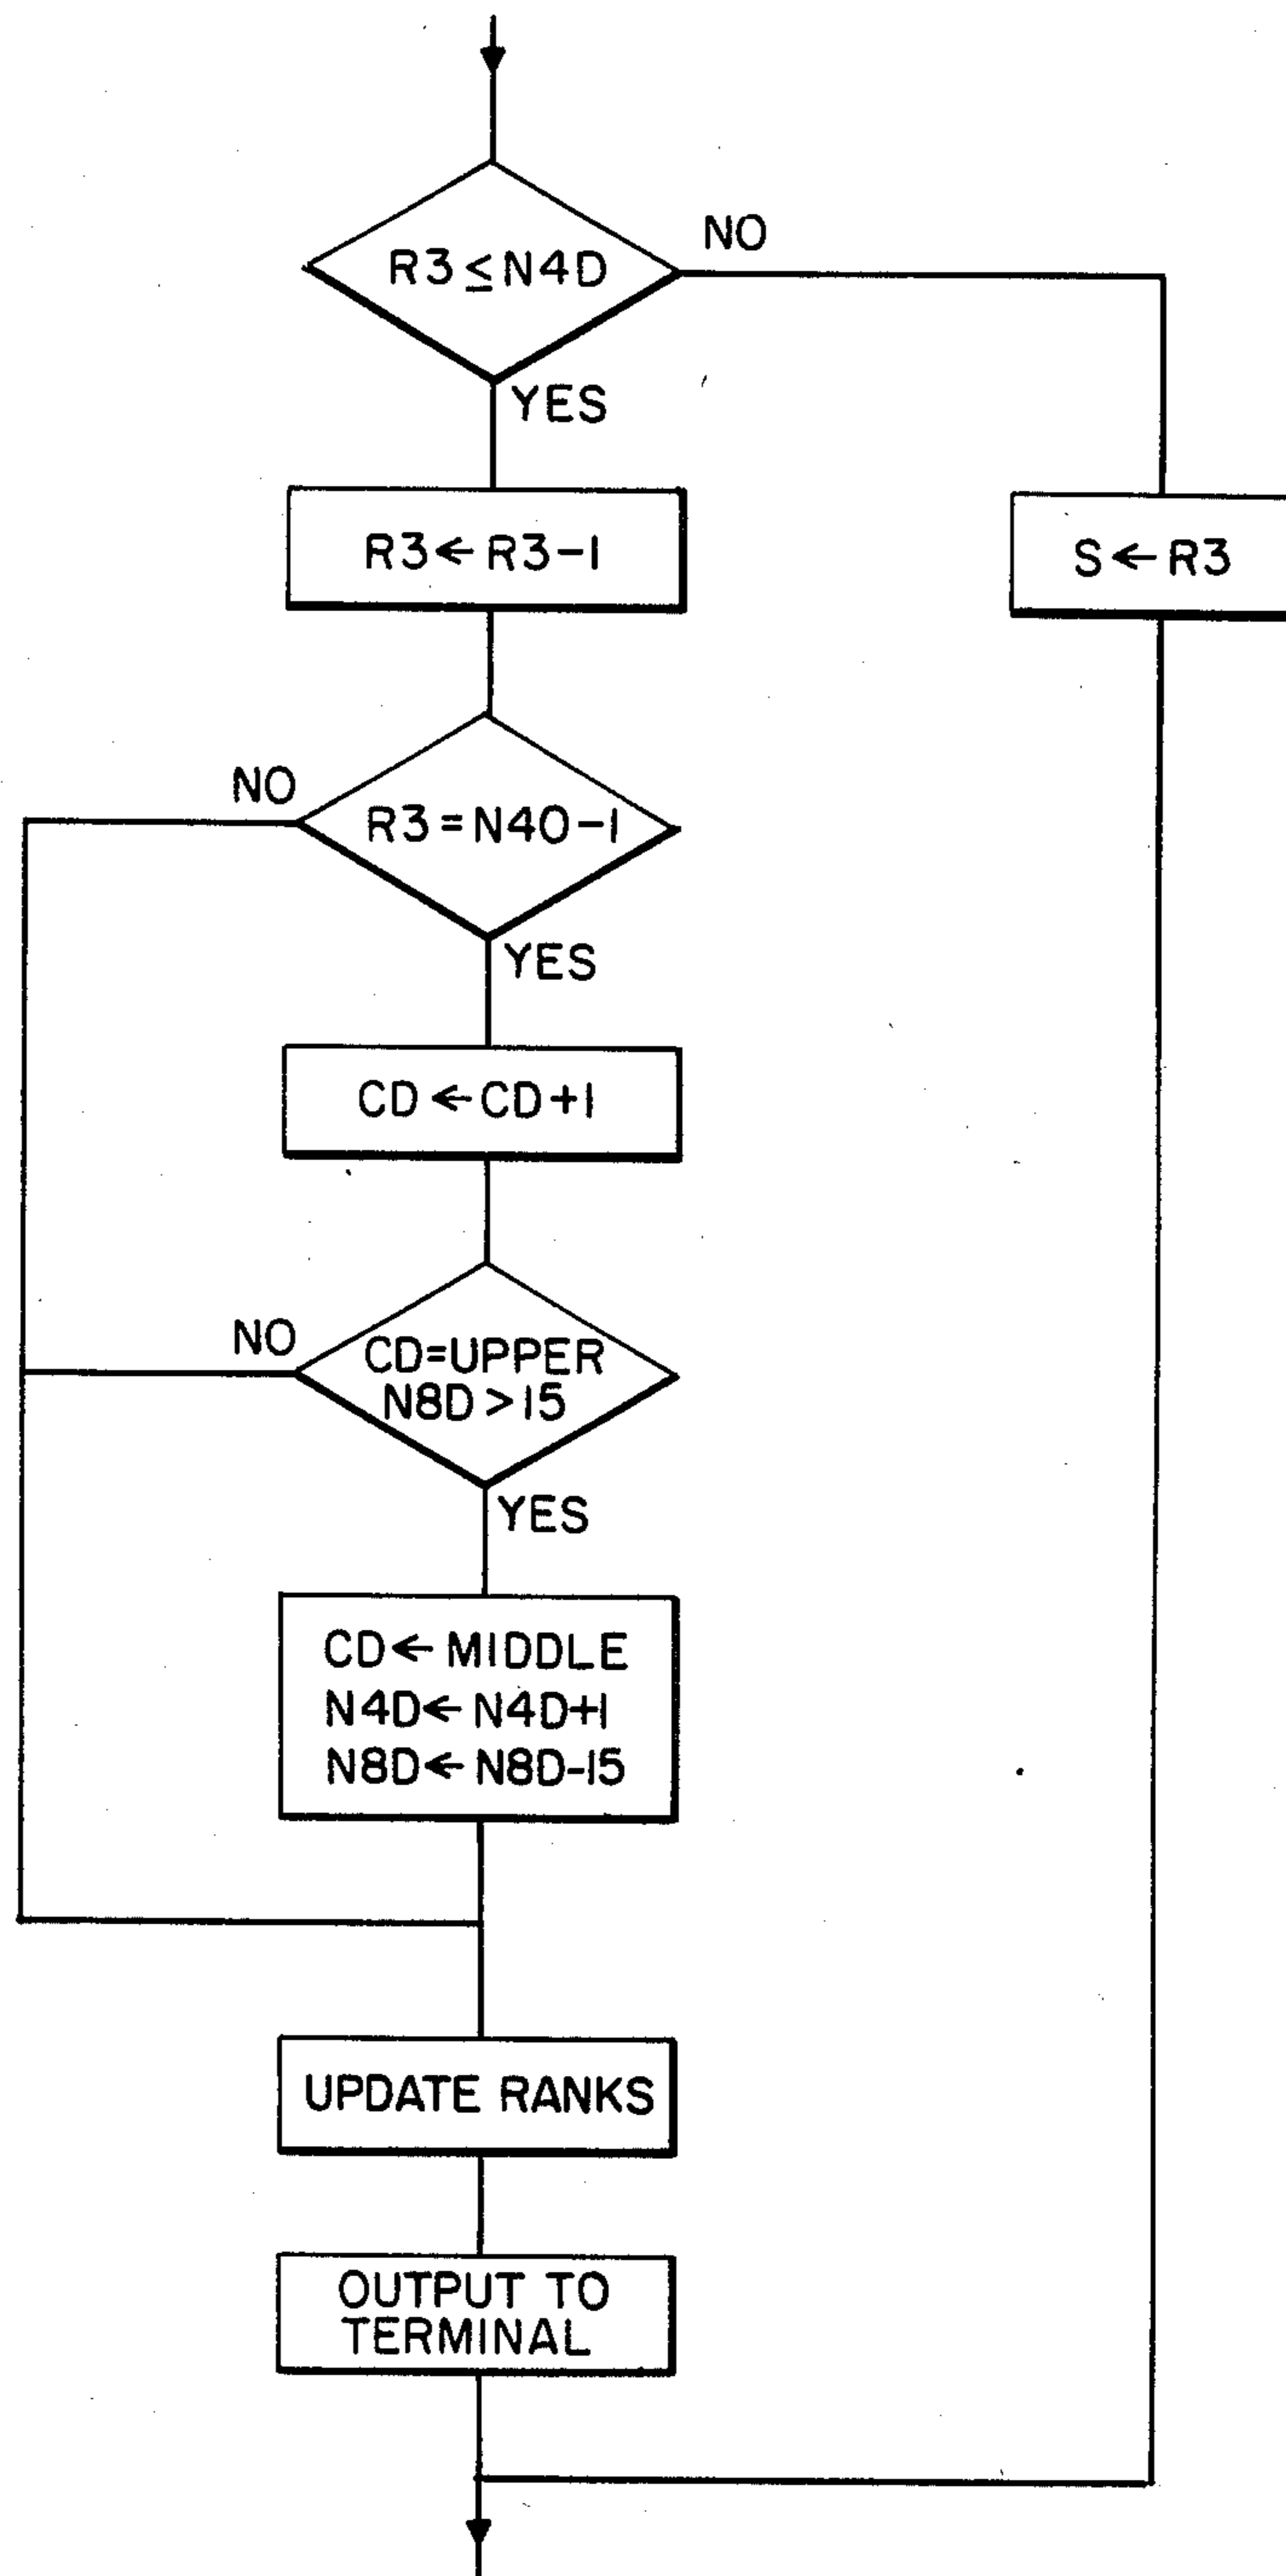 NO
R3≤N4D
YES
R3←R3-1
S←R3
NO
R3=N40-1
YES
CD←CD+1
NO
CD=UPPER
N8D>15
YES
CD←MIDDLE
N4D←N4D+1
N8D←N8D-15
UPDATE RANKS
OUTPUT TO
TERMINAL